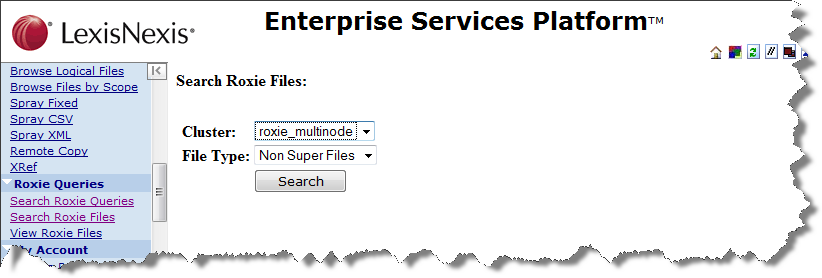 LexisNexis®
Enterprise Services Platform™
Browse Logical Files
Browse Files by Scope
Spray Fixed
Spray CSV
Spray XML
Remote Copy
XRef
Roxie Queries
Search Roxie Queries
Search Roxie Files
View Roxie Files
My Account
Search Roxie Files:
Cluster: roxie_multinode
File Type: Non Super Files
Search